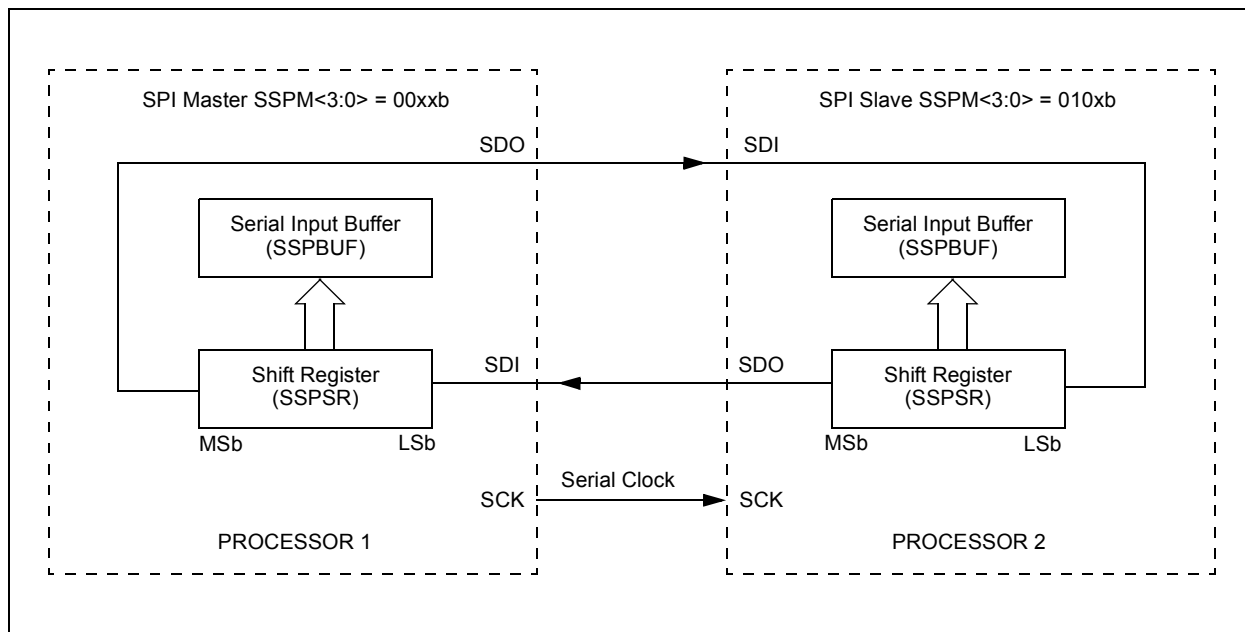 SPI Master SSPM<3:0> = 00xxb
SPI Slave SSPM<3:0> = 010xb
SDO
SDI
Serial Input Buffer
(SSPBUF)
Serial Input Buffer
(SSPBUF)
Shift Register
(SSPSR)
SDI
SDO
Shift Register
(SSPSR)
MSb
LSb
MSb
LSb
Serial Clock
SCK
SCK
PROCESSOR 1
PROCESSOR 2